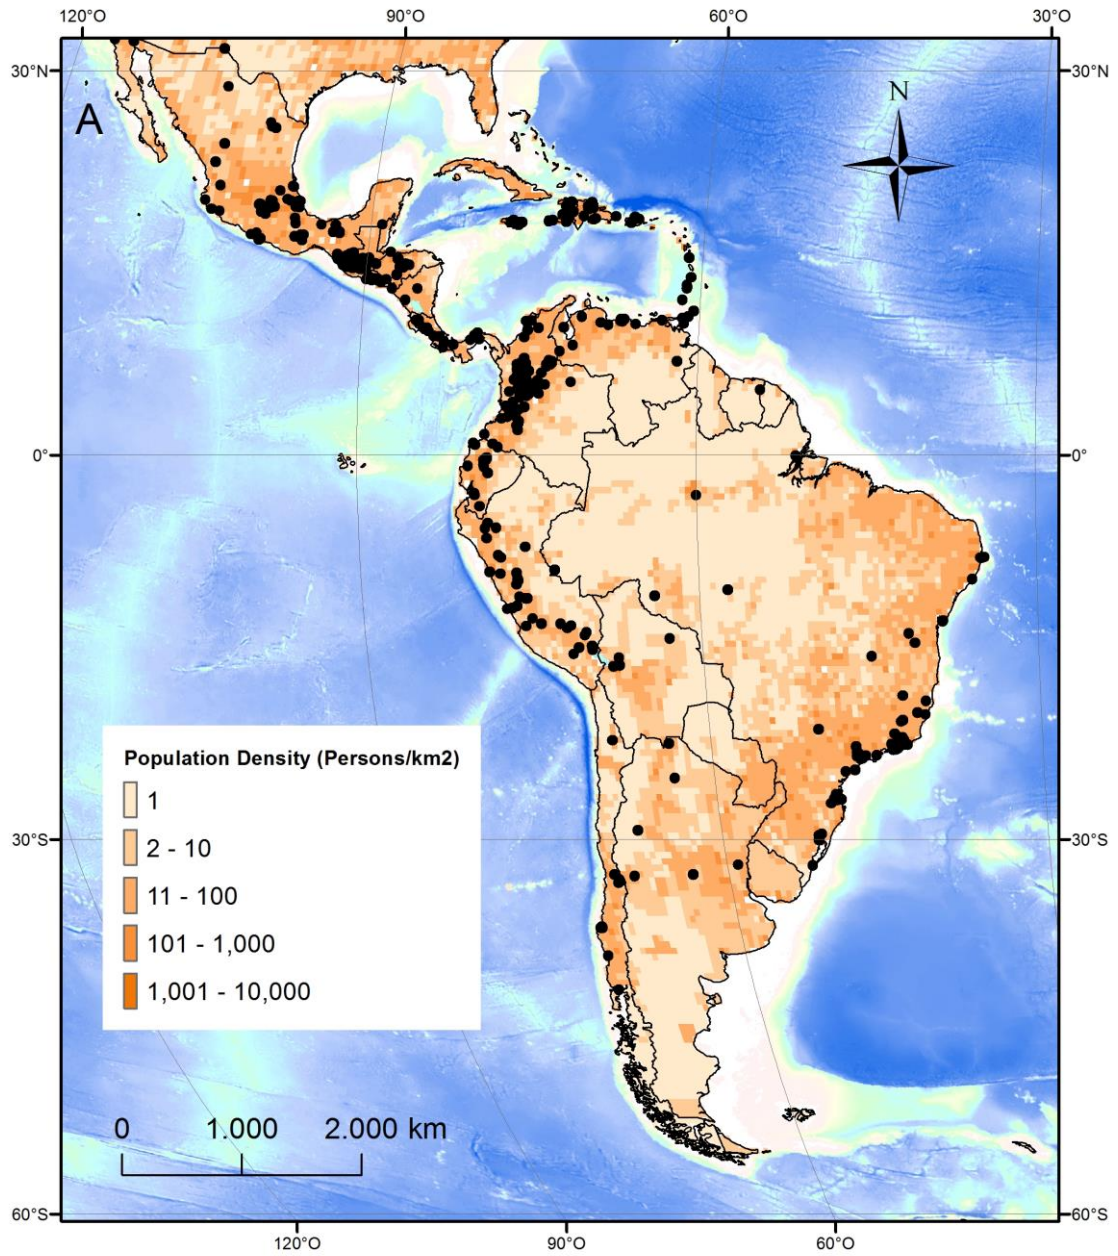 120°O 90°O 60°O 30°O
30°N 30°N
A
N
0° 0°
Population Density (Persons/km2)
1
2 - 10
11 - 100
101 - 1,000
1,001 - 10,000
30°S 30°S
0 1.000 2.000 km
60°S 60°S
120°O 90°O 60°O